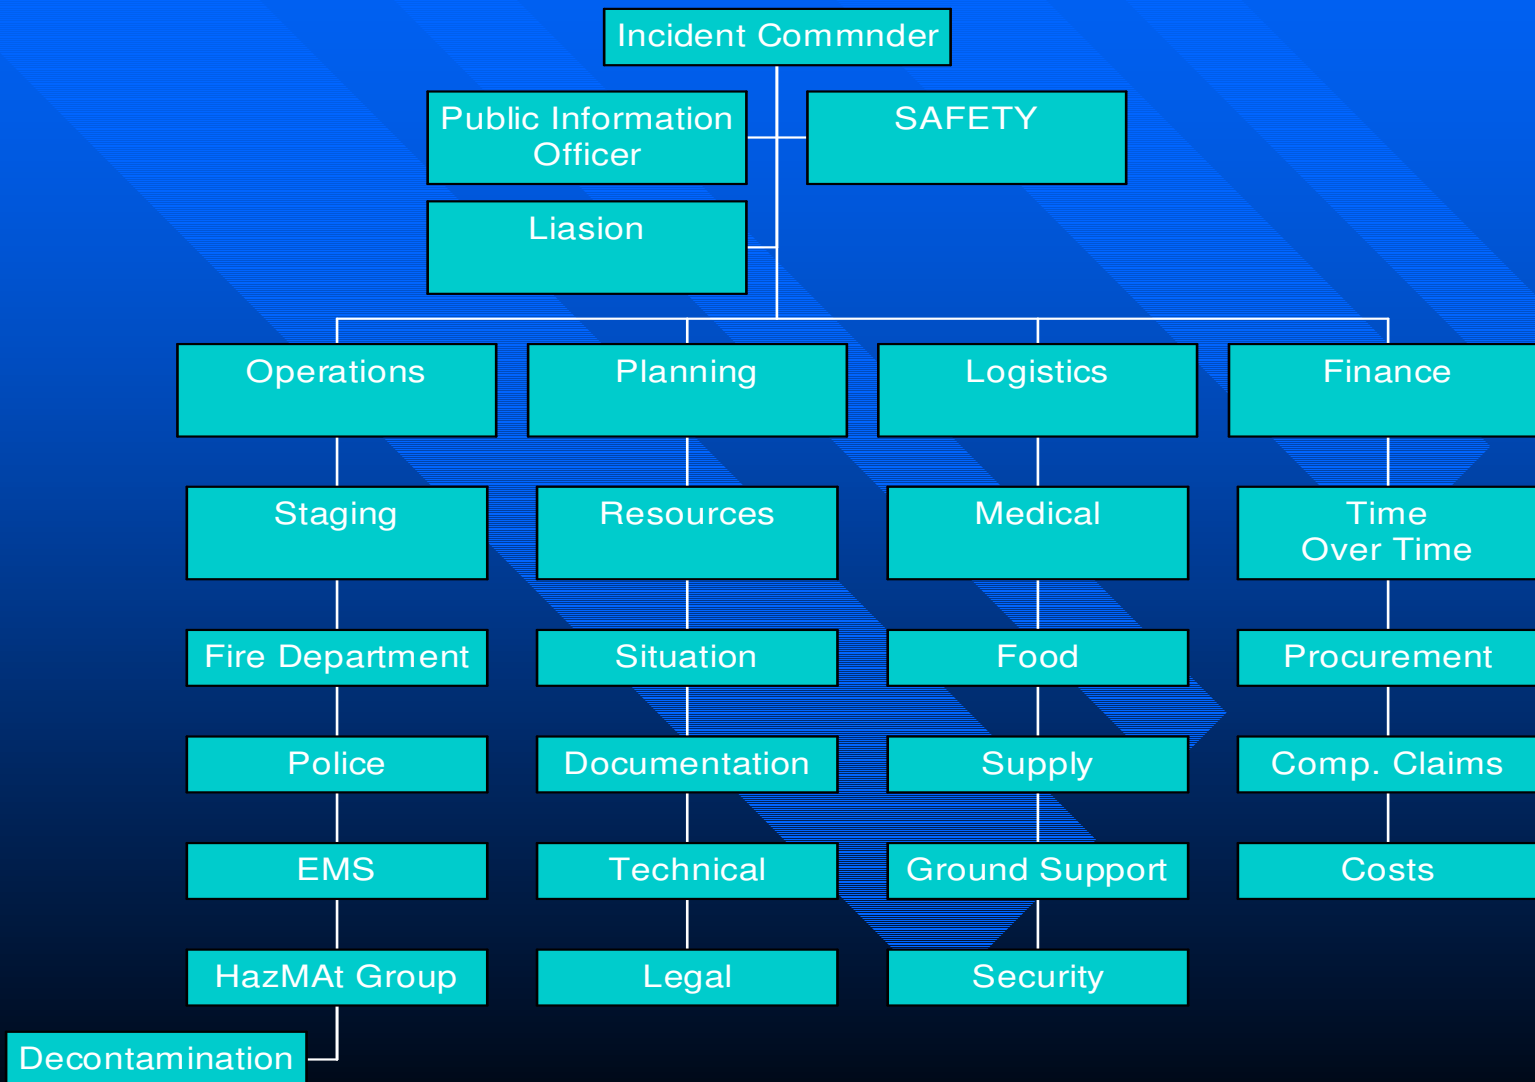 Incident Commnder
Public Information
Officer
SAFETY
Liasion
Operations
Planning
Logistics
Finance
Staging
Resources
Medical
Time
Over Time
Fire Department
Situation
Food
Procurement
Police
Documentation
Supply
Comp. Claims
EMS
Technical
Ground Support
Costs
HazMAt Group
Legal
Security
Decontamination